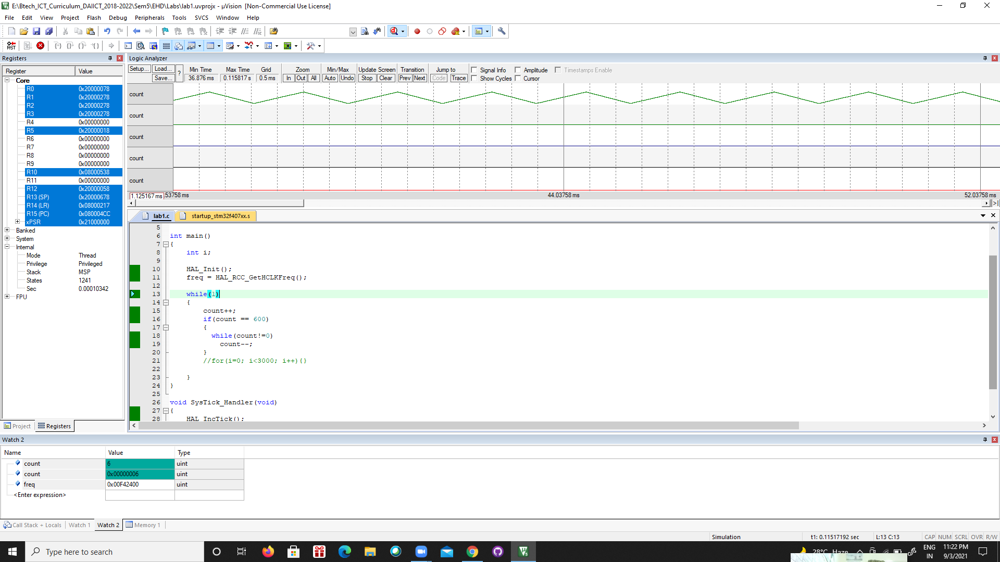 E:\Btech_ICT_Curriculum_DAIICT_2018-2022\Sem5\EHD\Labs\lab1.uvprojx - µVision [Non-Commercial Use License]
File Edit View Project Flash Debug Peripherals Tools SVCS Window Help
RST
Registers
Register Value
Core
R0 0x20000078
R1 0x20000278
R2 0x20000278
R3 0x20000278
R4 0x00000000
R5 0x20000018
R6 0x00000000
R7 0x00000000
R8 0x00000000
R9 0x00000000
R10 0x08000538
R11 0x00000000
R12 0x20000058
R13 (SP) 0x20000678
R14 (LR) 0x08000217
R15 (PC) 0x080004CC
xPSR 0x21000000
Banked
System
Internal
Mode Thread
Privilege Privileged
Stack MSP
States 1241
Sec 0.00010342
FPU
Project Registers
Logic Analyzer
Setup... Load... ? Min Time Max Time Grid Zoom Min/Max Update Screen Transition Jump to Signal Info Amplitude Timestamps Enable
Save... 36.876 ms 0.115817 s 0.5 ms In Out All Auto Undo Stop Clear Prev Next Code Trace Show Cycles Cursor
count
count
count
count
count
1.125167 ms .53758 ms 44.03758 ms 52.03758 ms
lab1.c startup_stm32f407xx.s
5
6 int main()
7 {
8 int i;
9
10 HAL_Init();
11 freq = HAL_RCC_GetHCLKFreq();
12
13 while(1)
14 {
15 count++;
16 if(count == 600)
17 {
18 while(count!=0)
19 count--;
20 }
21 //for(i=0; i<3000; i++){}
22
23 }
24 }
25
26 void SysTick_Handler(void)
27 {
28 HAL_IncTick();
Watch 2
Name Value Type
count 6 uint
count 0x00000006 uint
freq 0x00F42400 uint
<Enter expression>
Call Stack + Locals Watch 1 Watch 2 Memory 1
Simulation t1: 0.11517192 sec L:13 C:13 CAP NUM SCRL OVR R/W
Type here to search
28°C Haze
ENG
IN
11:22 PM
9/3/2021